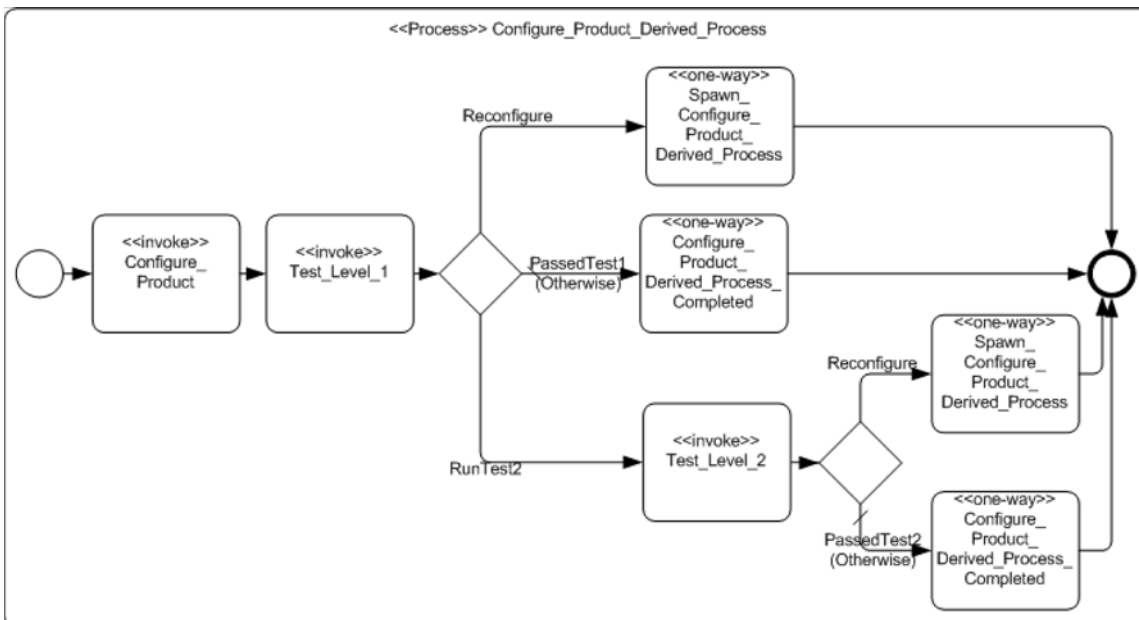 <<Process>> Configure_Product_Derived_Process
<<one-way>>
Spawn_
Configure_
Product_
Derived_Process
Reconfigure
<<invoke>>
Configure_
Product
<<invoke>>
Test_Level_1
PassedTest1
(Otherwise)
<<one-way>>
Configure_
Product_
Derived_Process_
Completed
RunTest2
<<invoke>>
Test_Level_2
Reconfigure
<<one-way>>
Spawn_
Configure_
Product_
Derived_Process
PassedTest2
(Otherwise)
<<one-way>>
Configure_
Product_
Derived_Process_
Completed